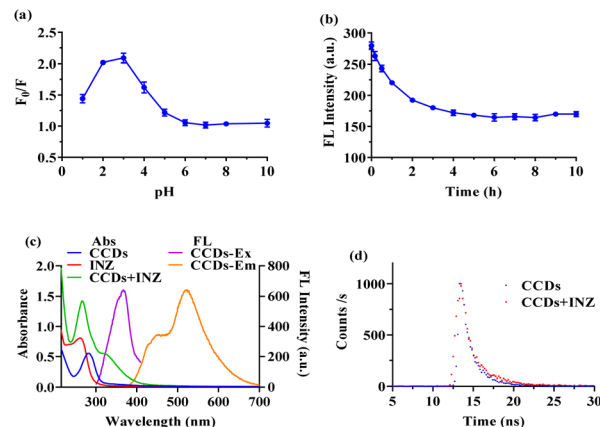 (a)
2.5
2.0
1.5
1.0
0.5
F0/F
0 2 4 6 8 10
pH
(b)
300
250
200
150
100
FL Intensity (a.u.)
0 2 4 6 8 10
Time (h)
(c)
Abs FL
CCDs CCDs-Ex
INZ CCDs-Em
CCDs+INZ
2.0
1.5
1.0
0.5
0.0
Absorbance
800
600
400
200
0
FL Intensity (a.u.)
300 400 500 600 700
Wavelength (nm)
(d)
CCDs
CCDs+INZ
1000
500
0
Counts /s
5 10 15 20 25 30
Time (ns)